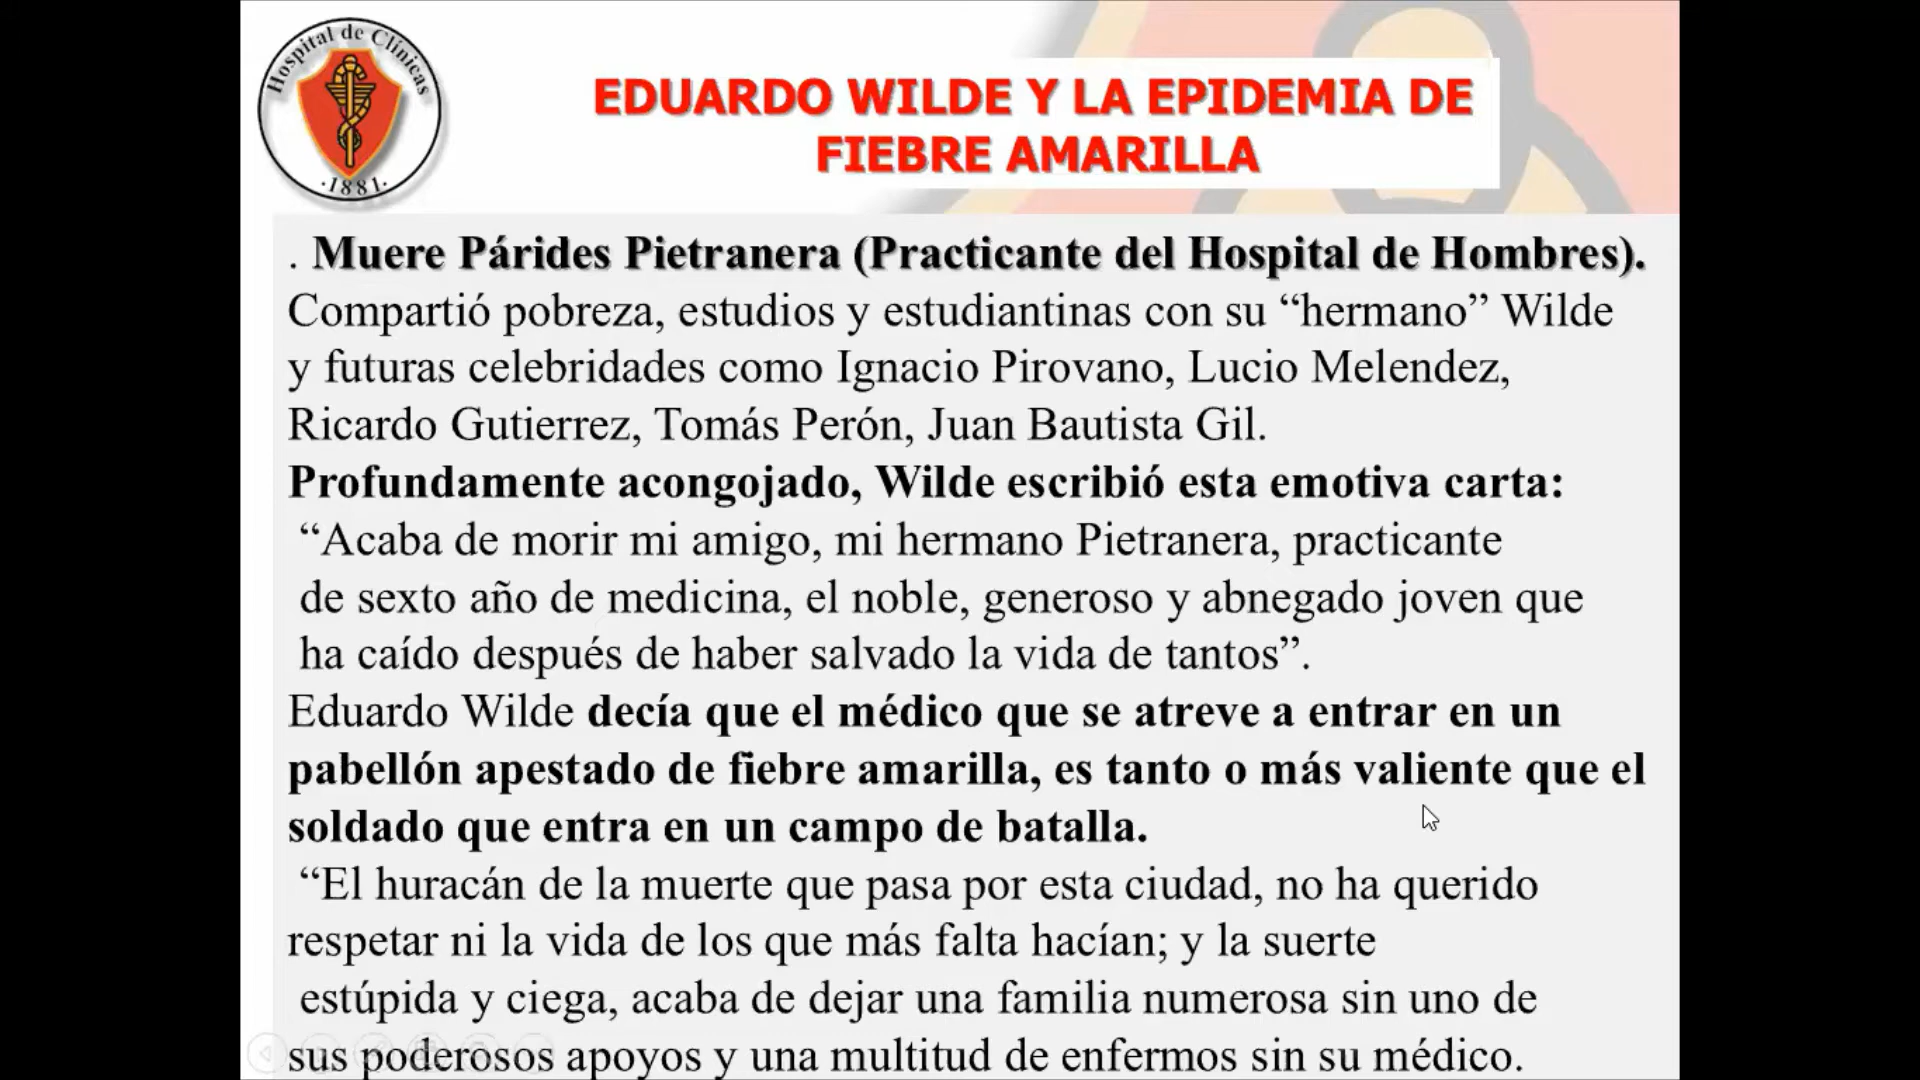 Hospital de Clínicas
·1881·
EDUARDO WILDE Y LA EPIDEMIA DE
FIEBRE AMARILLA
. Muere Párides Pietranera (Practicante del Hospital de Hombres).
Compartió pobreza, estudios y estudiantinas con su “hermano” Wilde
y futuras celebridades como Ignacio Pirovano, Lucio Melendez,
Ricardo Gutierrez, Tomás Perón, Juan Bautista Gil.
Profundamente acongojado, Wilde escribió esta emotiva carta:
“Acaba de morir mi amigo, mi hermano Pietranera, practicante
de sexto año de medicina, el noble, generoso y abnegado joven que
ha caído después de haber salvado la vida de tantos”.
Eduardo Wilde decía que el médico que se atreve a entrar en un
pabellón apestado de fiebre amarilla, es tanto o más valiente que el
soldado que entra en un campo de batalla.
“El huracán de la muerte que pasa por esta ciudad, no ha querido
respetar ni la vida de los que más falta hacían; y la suerte
estúpida y ciega, acaba de dejar una familia numerosa sin uno de
sus poderosos apoyos y una multitud de enfermos sin su médico.